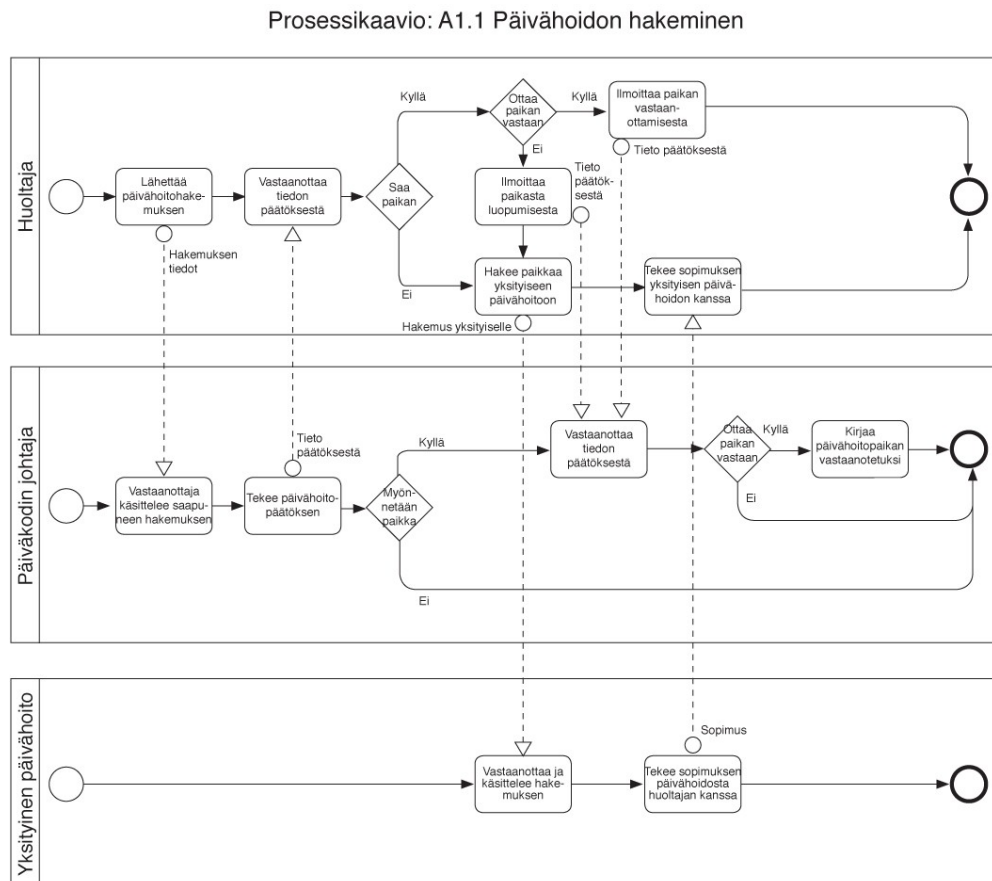 Prosessikaavio: A1.1 Päivähoidon hakeminen
Huoltaja
Lähettää
päivähoitohake-
muksen
Hakemuksen
tiedot
Vastaanottaa
tiedon
päätöksestä
Saa
paikan
Kyllä
Ei
Ottaa
paikan
vastaan
Kyllä
Ei
Ilmoittaa paikan
vastaan-
ottamisesta
Tieto päätöksestä
Ilmoittaa
paikasta
luopumisesta
Tieto
päätök-
sestä
Hakee paikkaa
yksityiseen
päivähoitoon
Hakemus yksityiselle
Tekee sopimuksen
yksityisen päivä-
hoidon kanssa
Päiväkodin johtaja
Vastaanottaja
käsittelee saapu-
neen hakemuksen
Tieto
päätöksestä
Tekee päivähoito-
päätöksen
Myön-
netään
paikka
Kyllä
Ei
Vastaanottaa
tiedon
päätöksestä
Ottaa
paikan
vastaan
Kyllä
Ei
Kirjaa
päivähoitopaikan
vastaanotetuksi
Yksityinen päivähoito
Vastaanottaa ja
käsittelee hake-
muksen
Sopimus
Tekee sopimuksen
päivähoidosta
huoltajan kanssa